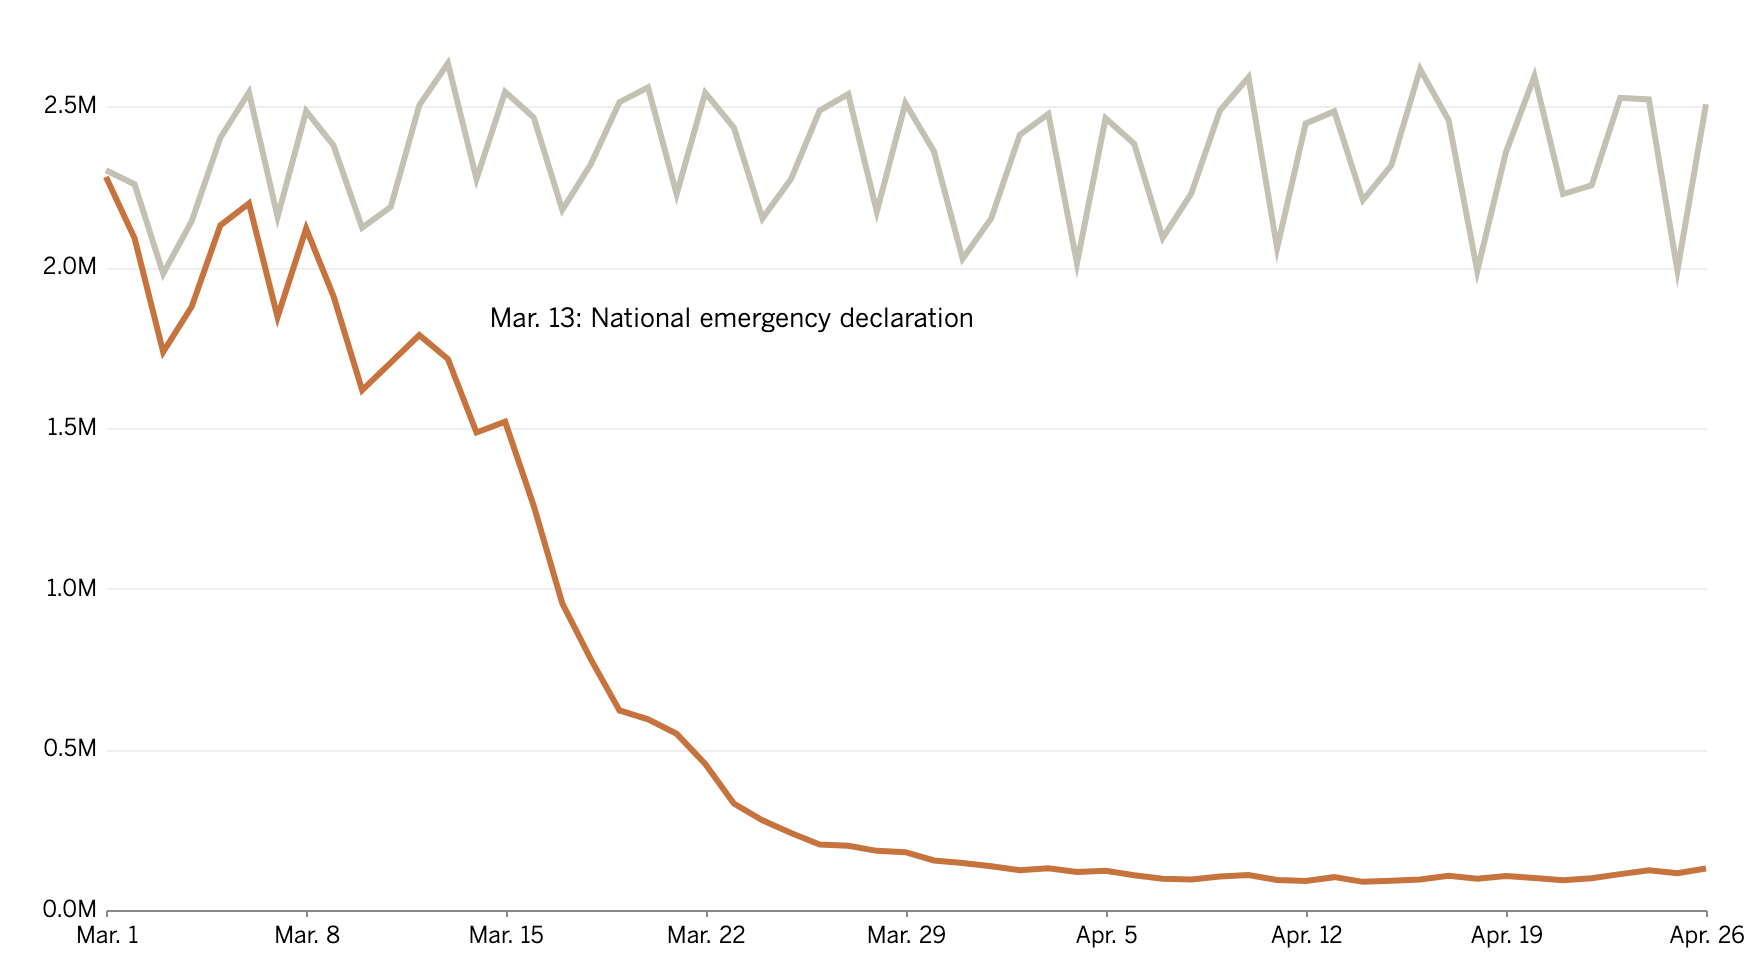 2.5M
2.0M
Mar. 13: National emergency declaration
1.5M
1.0M
0.5M
0.0M
Mar. 1 Mar. 8 Mar. 15 Mar. 22 Mar. 29 Apr. 5 Apr. 12 Apr. 19 Apr. 26